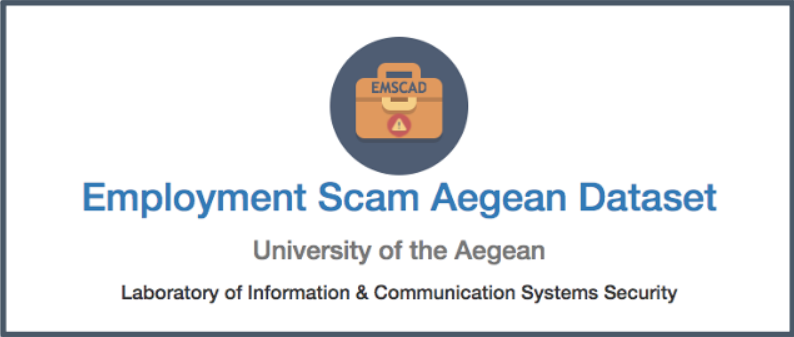 EMSCAD
Employment Scam Aegean Dataset
University of the Aegean
Laboratory of Information & Communication Systems Security